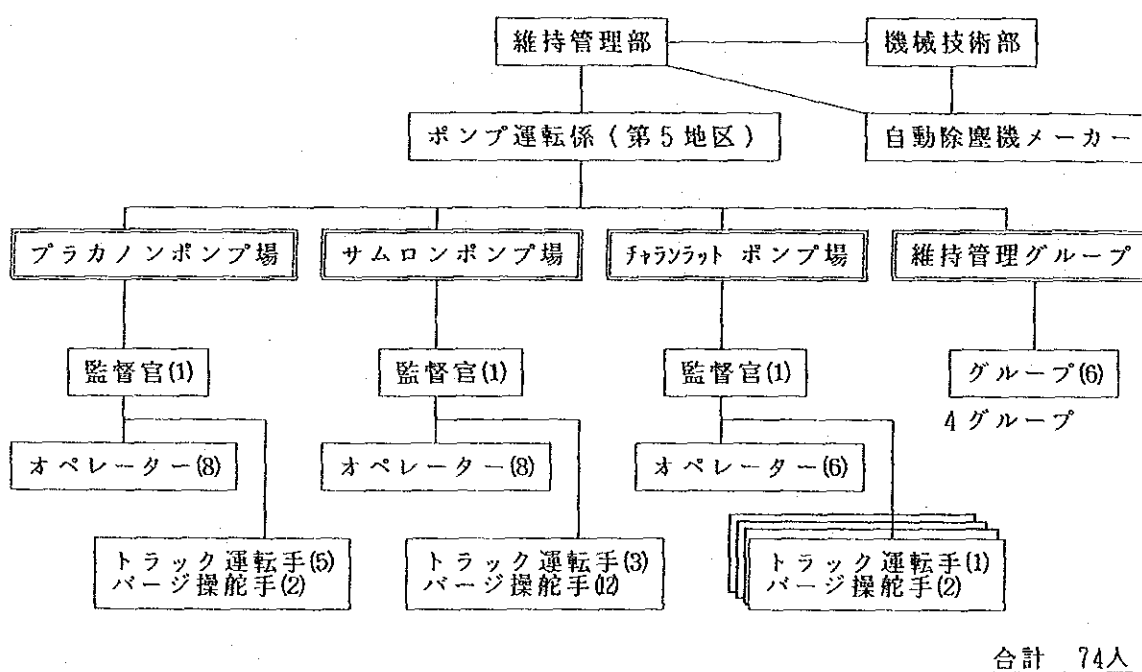 維持管理部
機械技術部
ポンプ運転係(第5地区)
自動除塵機メーカー
プラカノンポンプ場
サムロンポンプ場
チャランラット ポンプ場
維持管理グループ
監督官(1)
監督官(1)
監督官(1)
グループ(6)
4グループ
オペレーター(8)
オペレーター(8)
オペレーター(6)
トラック運転手(5)
バージ操舵手(2)
トラック運転手(3)
バージ操舵手(12)
トラック運転手(1)
バージ操舵手(2)
合計 74人